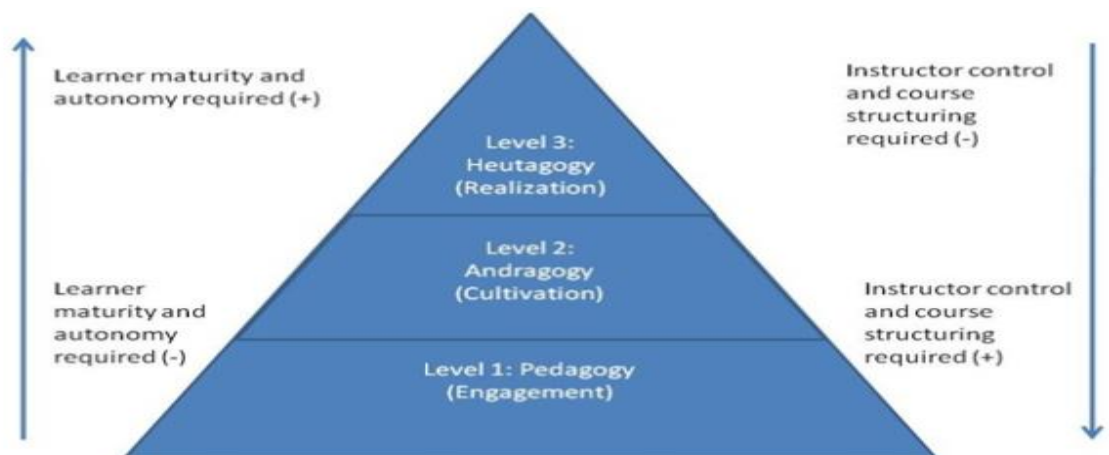 Learner maturity and
autonomy required (+)
Instructor control
and course
structuring
required (-)
Level 3:
Heutagogy
(Realization)
Level 2:
Andragogy
(Cultivation)
Learner
maturity and
autonomy
required (-)
Instructor control
and course
structuring
required (+)
Level 1: Pedagogy
(Engagement)